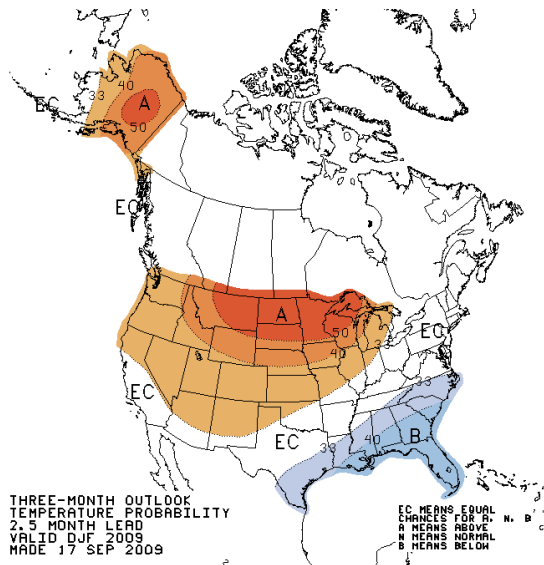 40
33
EC
A
50
EC
A
50
40
33
EC
EC
33
EC
33
40
B
THREE-MONTH OUTLOOK
TEMPERATURE PROBABILITY
2.5 MONTH LEAD
VALID DJF 2009
MADE 17 SEP 2009
EC MEANS EQUAL
CHANCES FOR A, N, B
A MEANS ABOVE
N MEANS NORMAL
B MEANS BELOW